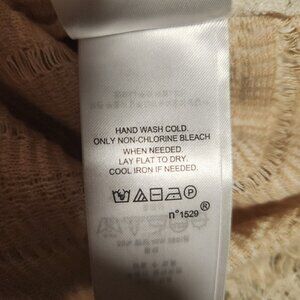 HAND WASH COLD.
ONLY NON-CHLORINE BLEACH
WHEN NEEDED
LAY FLAT TO DRY.
COOL IRON IF NEEDED.
P
n°1529 ®